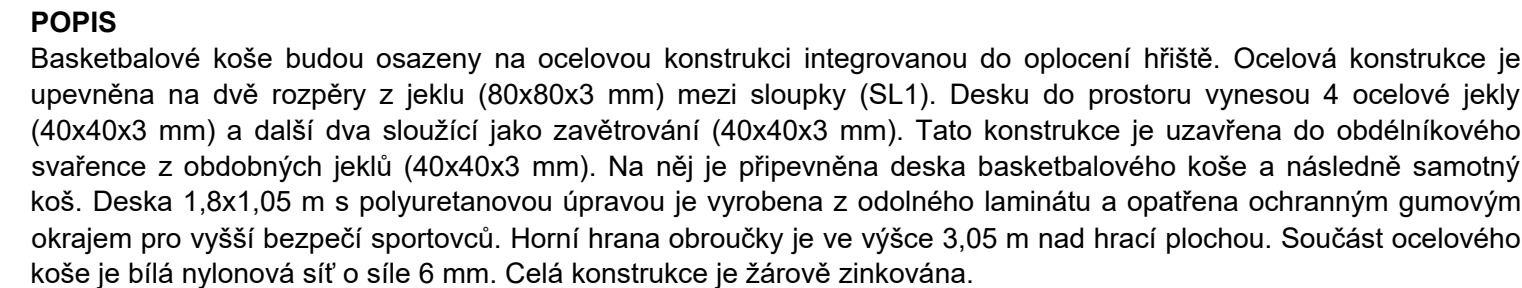 POPIS
Basketbalové koše budou osazeny na ocelovou konstrukci integrovanou do oplocení hřiště. Ocelová konstrukce je
upevněna na dvě rozpěry z jeklu (80x80x3 mm) mezi sloupky (SL1). Desku do prostoru vynesou 4 ocelové jekly
(40x40x3 mm) a další dva sloužící jako zavětrování (40x40x3 mm). Tato konstrukce je uzavřena do obdélníkového
svařence z obdobných jeklů (40x40x3 mm). Na něj je připevněna deska basketbalového koše a následně samotný
koš. Deska 1,8x1,05 m s polyuretanovou úpravou je vyrobena z odolného laminátu a opatřena ochranným gumovým
okrajem pro vyšší bezpečí sportovců. Horní hrana obroučky je ve výšce 3,05 m nad hrací plochou. Součást ocelového
koše je bílá nylonová síť o síle 6 mm. Celá konstrukce je žárově zinkována.